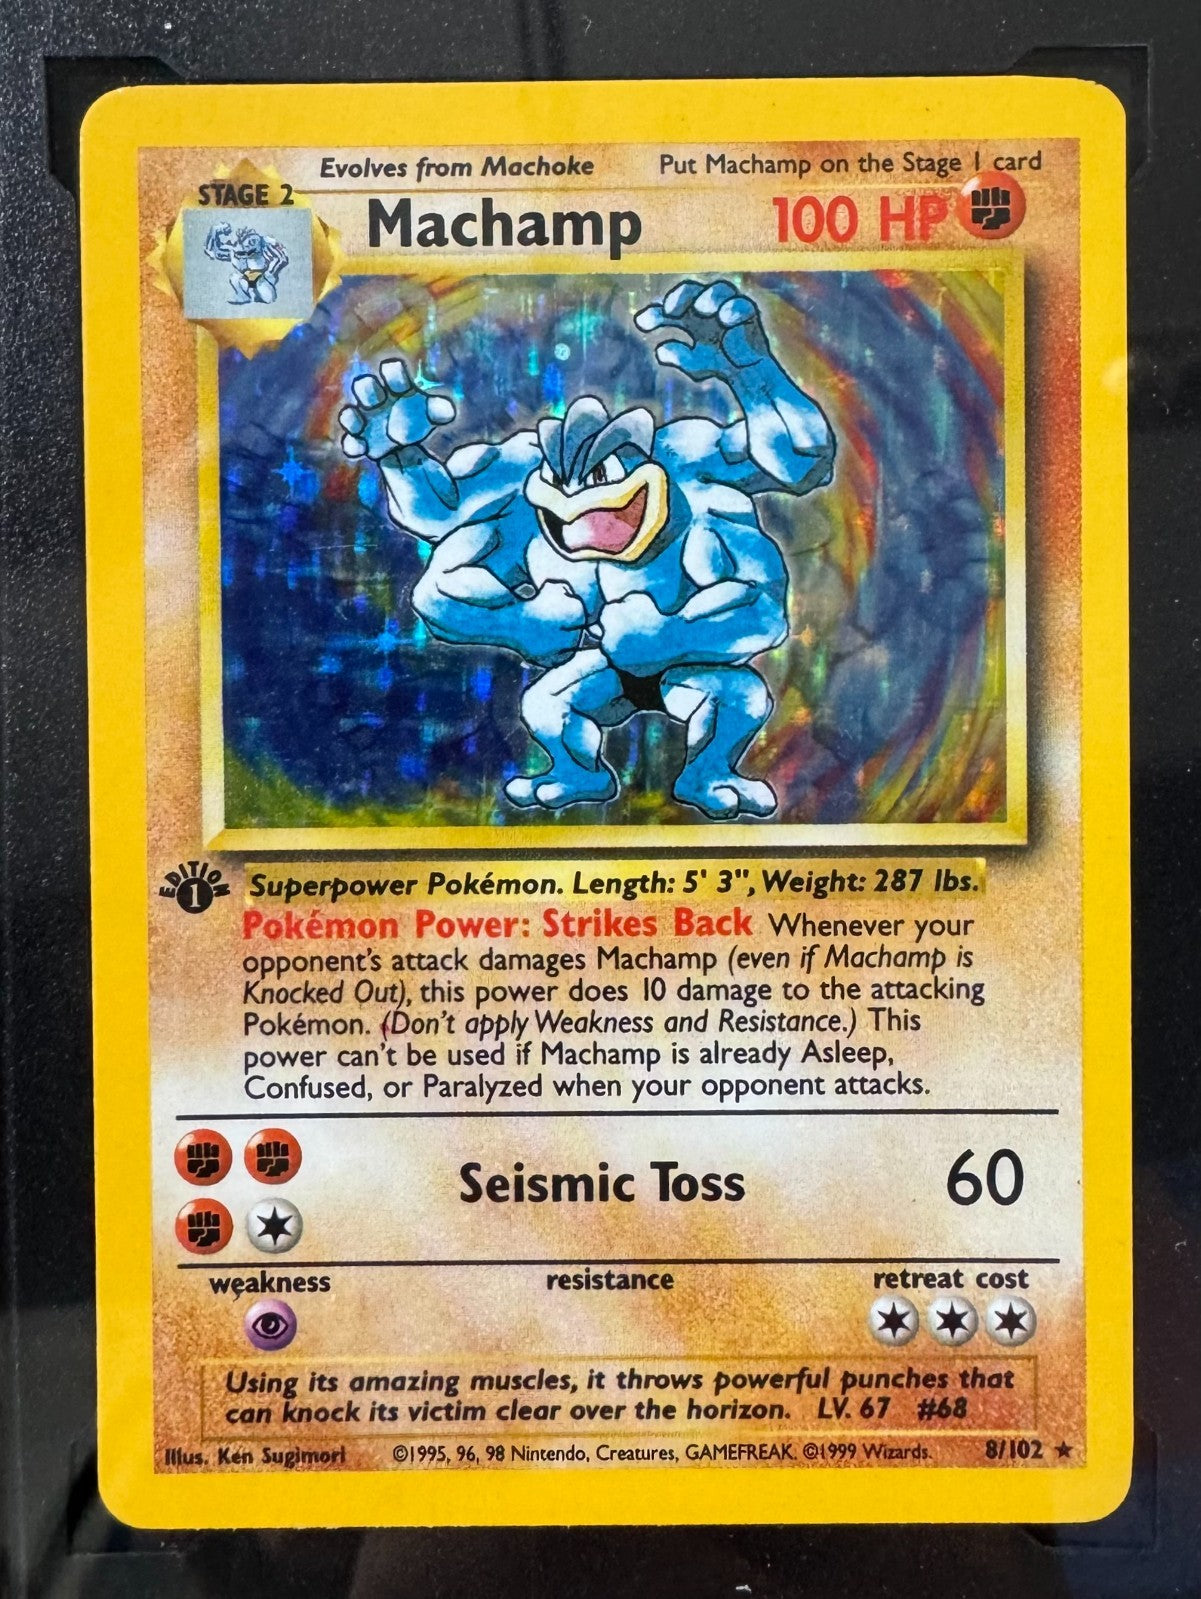 Evolves from Machoke Put Machamp on the Stage 1 card
STAGE 2
Machamp 100 HP
EDITION 1
Superpower Pokémon. Length: 5' 3", Weight: 287 lbs.
Pokémon Power: Strikes Back Whenever your
opponent's attack damages Machamp (even if Machamp is
Knocked Out), this power does 10 damage to the attacking
Pokémon. (Don't apply Weakness and Resistance.) This
power can't be used if Machamp is already Asleep,
Confused, or Paralyzed when your opponent attacks.
Seismic Toss 60
weakness resistance retreat cost
Using its amazing muscles, it throws powerful punches that
can knock its victim clear over the horizon. LV. 67 #68
Illus. Ken Sugimori ©1995, 96, 98 Nintendo, Creatures, GAMEFREAK. ©1999 Wizards. 8/102 ★